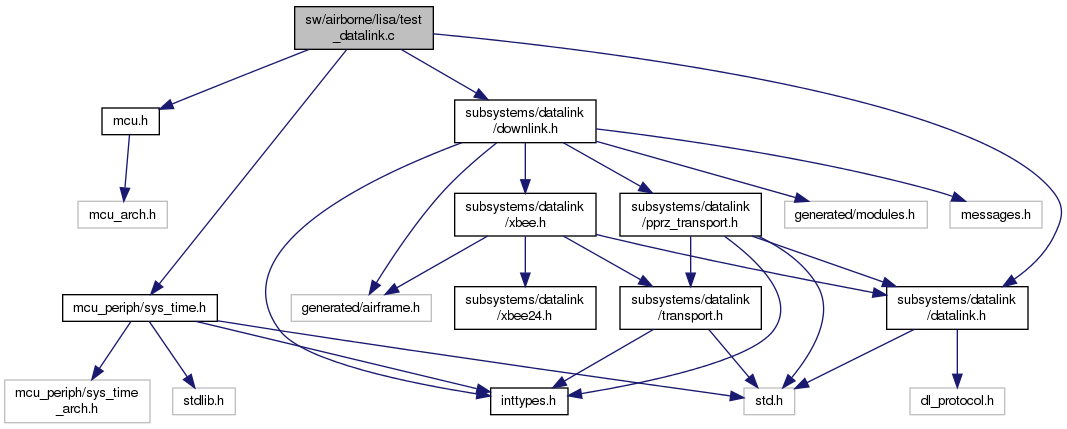 sw/airborne/lisa/test
_datalink.c
mcu.h
subsystems/datalink
/downlink.h
mcu_arch.h
subsystems/datalink
/xbee.h
subsystems/datalink
/pprz_transport.h
generated/modules.h
messages.h
mcu_periph/sys_time.h
generated/airframe.h
subsystems/datalink
/xbee24.h
subsystems/datalink
/transport.h
subsystems/datalink
/datalink.h
mcu_periph/sys_time
_arch.h
stdlib.h
inttypes.h
std.h
dl_protocol.h